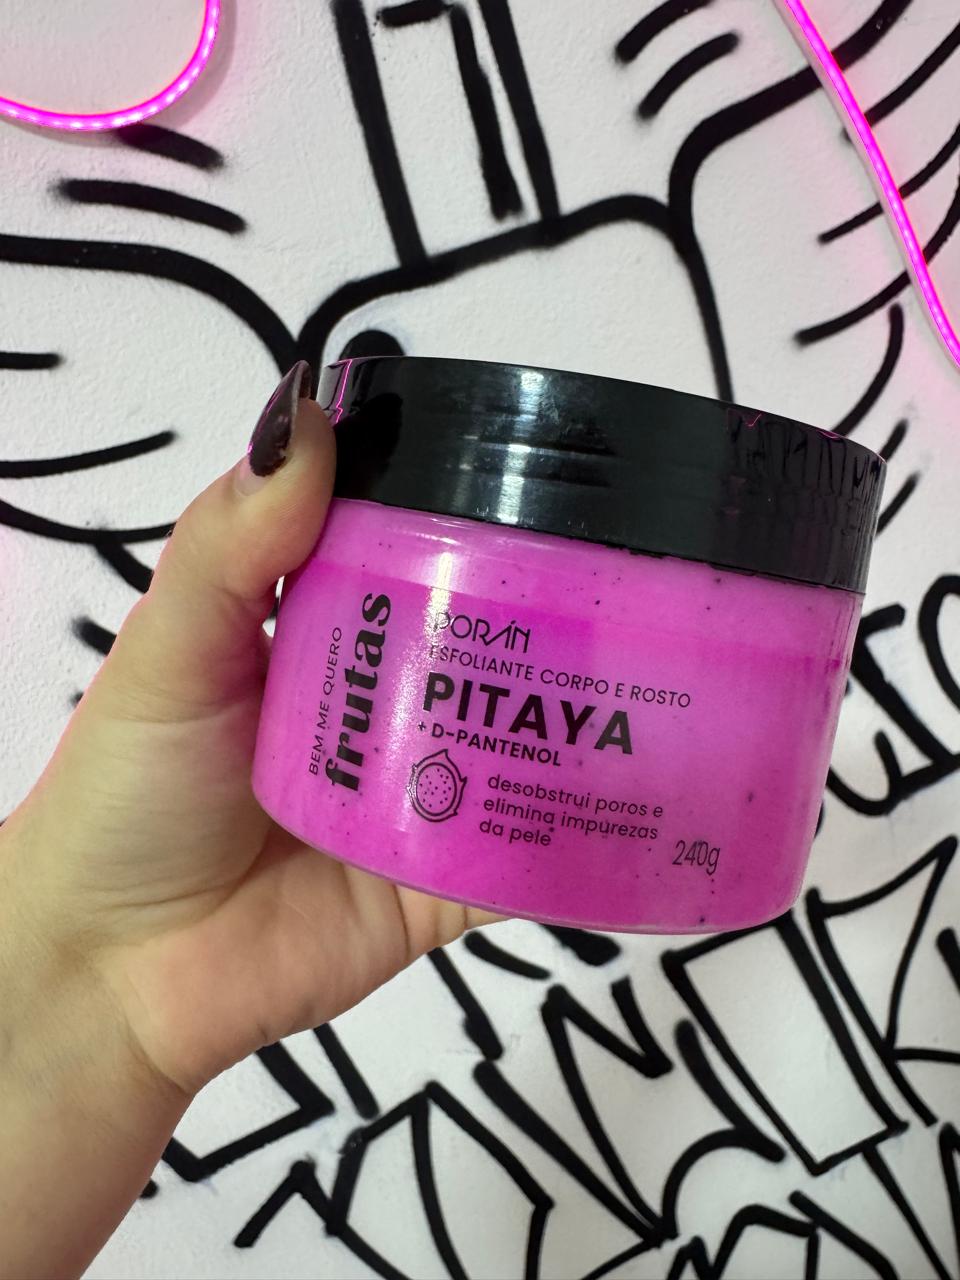 BEM ME QUERO
frutas
PORÁN
ESFOLIANTE CORPO E ROSTO
PITAYA
+ D-PANTENOL
desobstrui poros e
elimina impurezas
da pele
240g